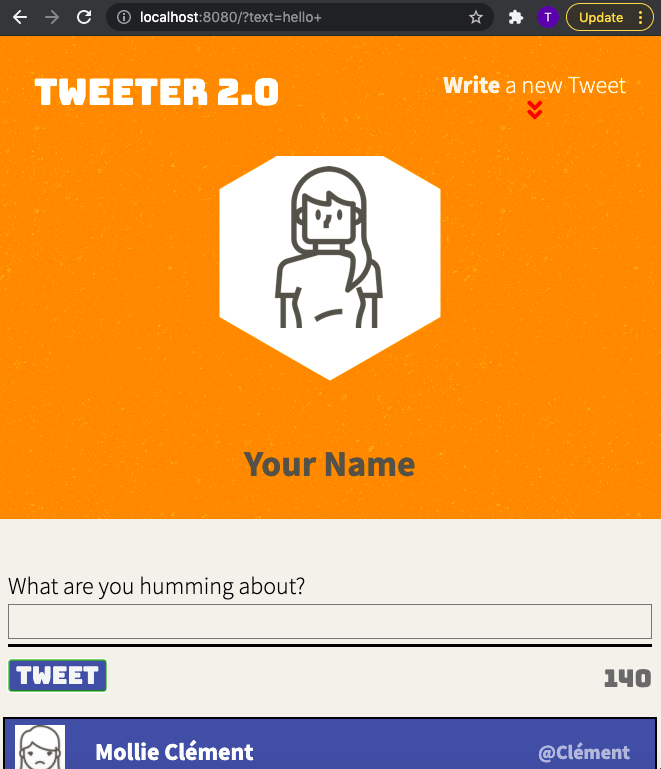 localhost:8080/?text=hello+
T
Update
TWEETER 2.0
Write a new Tweet
Your Name
What are you humming about?
TWEET
140
Mollie Clément
@Clément